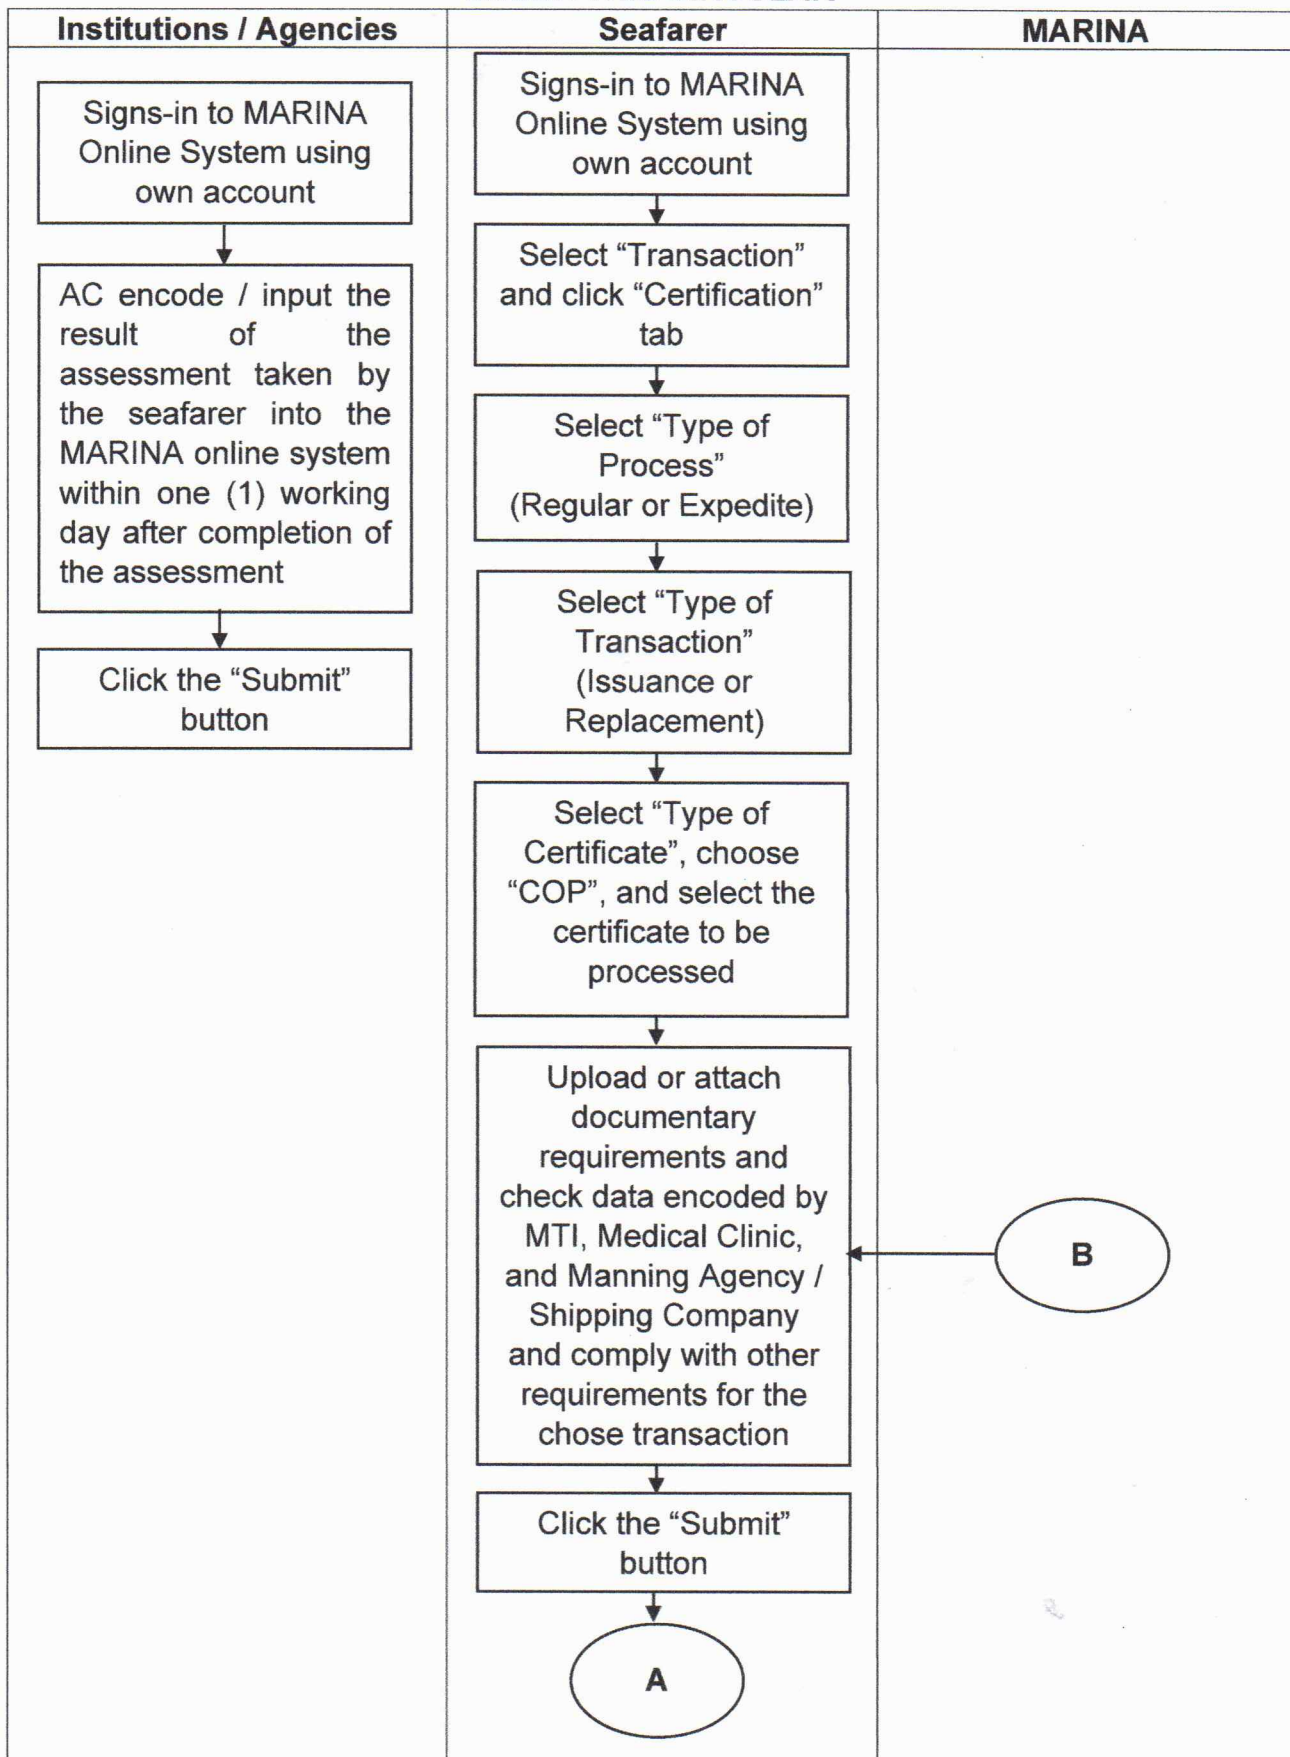 Institutions / Agencies
Seafarer
MARINA
Signs-in to MARINA
Online System using
own account
AC encode / input the
result of the
assessment taken by
the seafarer into the
MARINA online system
within one (1) working
day after completion of
the assessment
Click the “Submit”
button
Signs-in to MARINA
Online System using
own account
Select “Transaction”
and click “Certification”
tab
Select “Type of
Process”
(Regular or Expedite)
Select “Type of
Transaction”
(Issuance or
Replacement)
Select “Type of
Certificate”, choose
“COP”, and select the
certificate to be
processed
Upload or attach
documentary
requirements and
check data encoded by
MTI, Medical Clinic,
and Manning Agency /
Shipping Company
and comply with other
requirements for the
chose transaction
Click the “Submit”
button
A
B